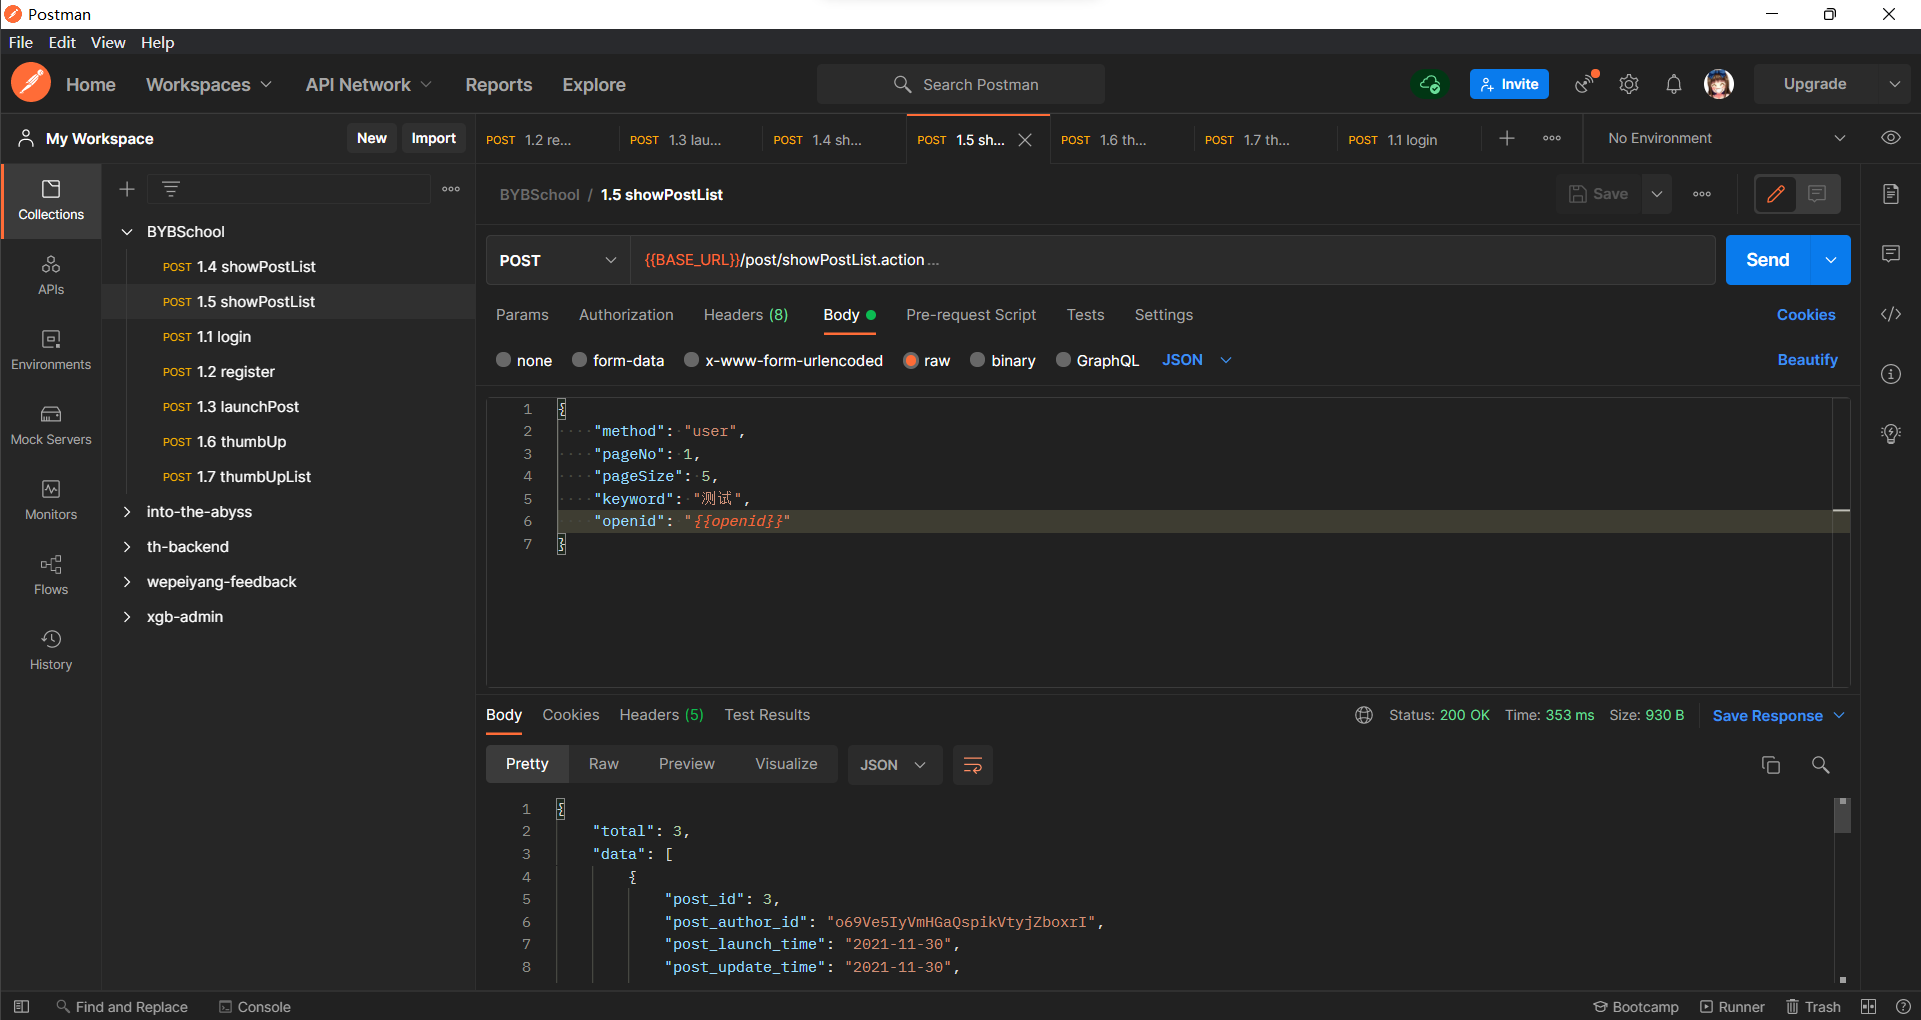 Postman
File Edit View Help
Home Workspaces API Network Reports Explore Search Postman Invite Upgrade
My Workspace New Import
POST 1.2 re... POST 1.3 lau... POST 1.4 sh... POST 1.5 sh... POST 1.6 th... POST 1.7 th... POST 1.1 login No Environment
Collections
APIs
Environments
Mock Servers
Monitors
Flows
History
BYBSchool
POST 1.4 showPostList
POST 1.5 showPostList
POST 1.1 login
POST 1.2 register
POST 1.3 launchPost
POST 1.6 thumbUp
POST 1.7 thumbUpList
into-the-abyss
th-backend
wepeiyang-feedback
xgb-admin
BYBSchool / 1.5 showPostList Save
POST {{BASE_URL}}/post/showPostList.action ... Send
Params Authorization Headers (8) Body Pre-request Script Tests Settings Cookies
none form-data x-www-form-urlencoded raw binary GraphQL JSON Beautify
1 {
2 "method": "user",
3 "pageNo": 1,
4 "pageSize": 5,
5 "keyword": "测试",
6 "openid": "{{openid}}"
7 }
Body Cookies Headers (5) Test Results Status: 200 OK Time: 353 ms Size: 930 B Save Response
Pretty Raw Preview Visualize JSON
1 {
2 "total": 3,
3 "data": [
4 {
5 "post_id": 3,
6 "post_author_id": "o69Ve5IyVmHGaQspikVtyjZboxrI",
7 "post_launch_time": "2021-11-30",
8 "post_update_time": "2021-11-30",
Find and Replace Console Bootcamp Runner Trash